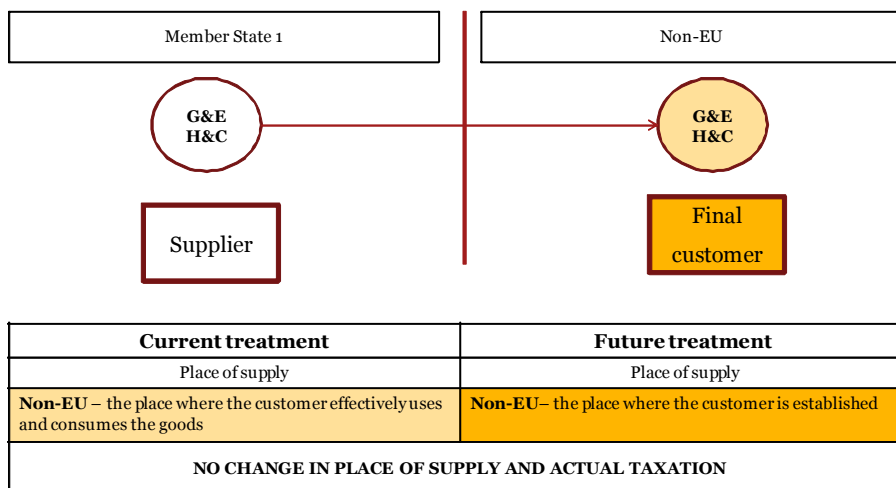 Member State 1
Non-EU
G&E
H&C
G&E
H&C
Supplier
Final
customer
Current treatment
Future treatment
Place of supply
Place of supply
Non-EU – the place where the customer effectively uses
and consumes the goods
Non-EU– the place where the customer is established
NO CHANGE IN PLACE OF SUPPLY AND ACTUAL TAXATION